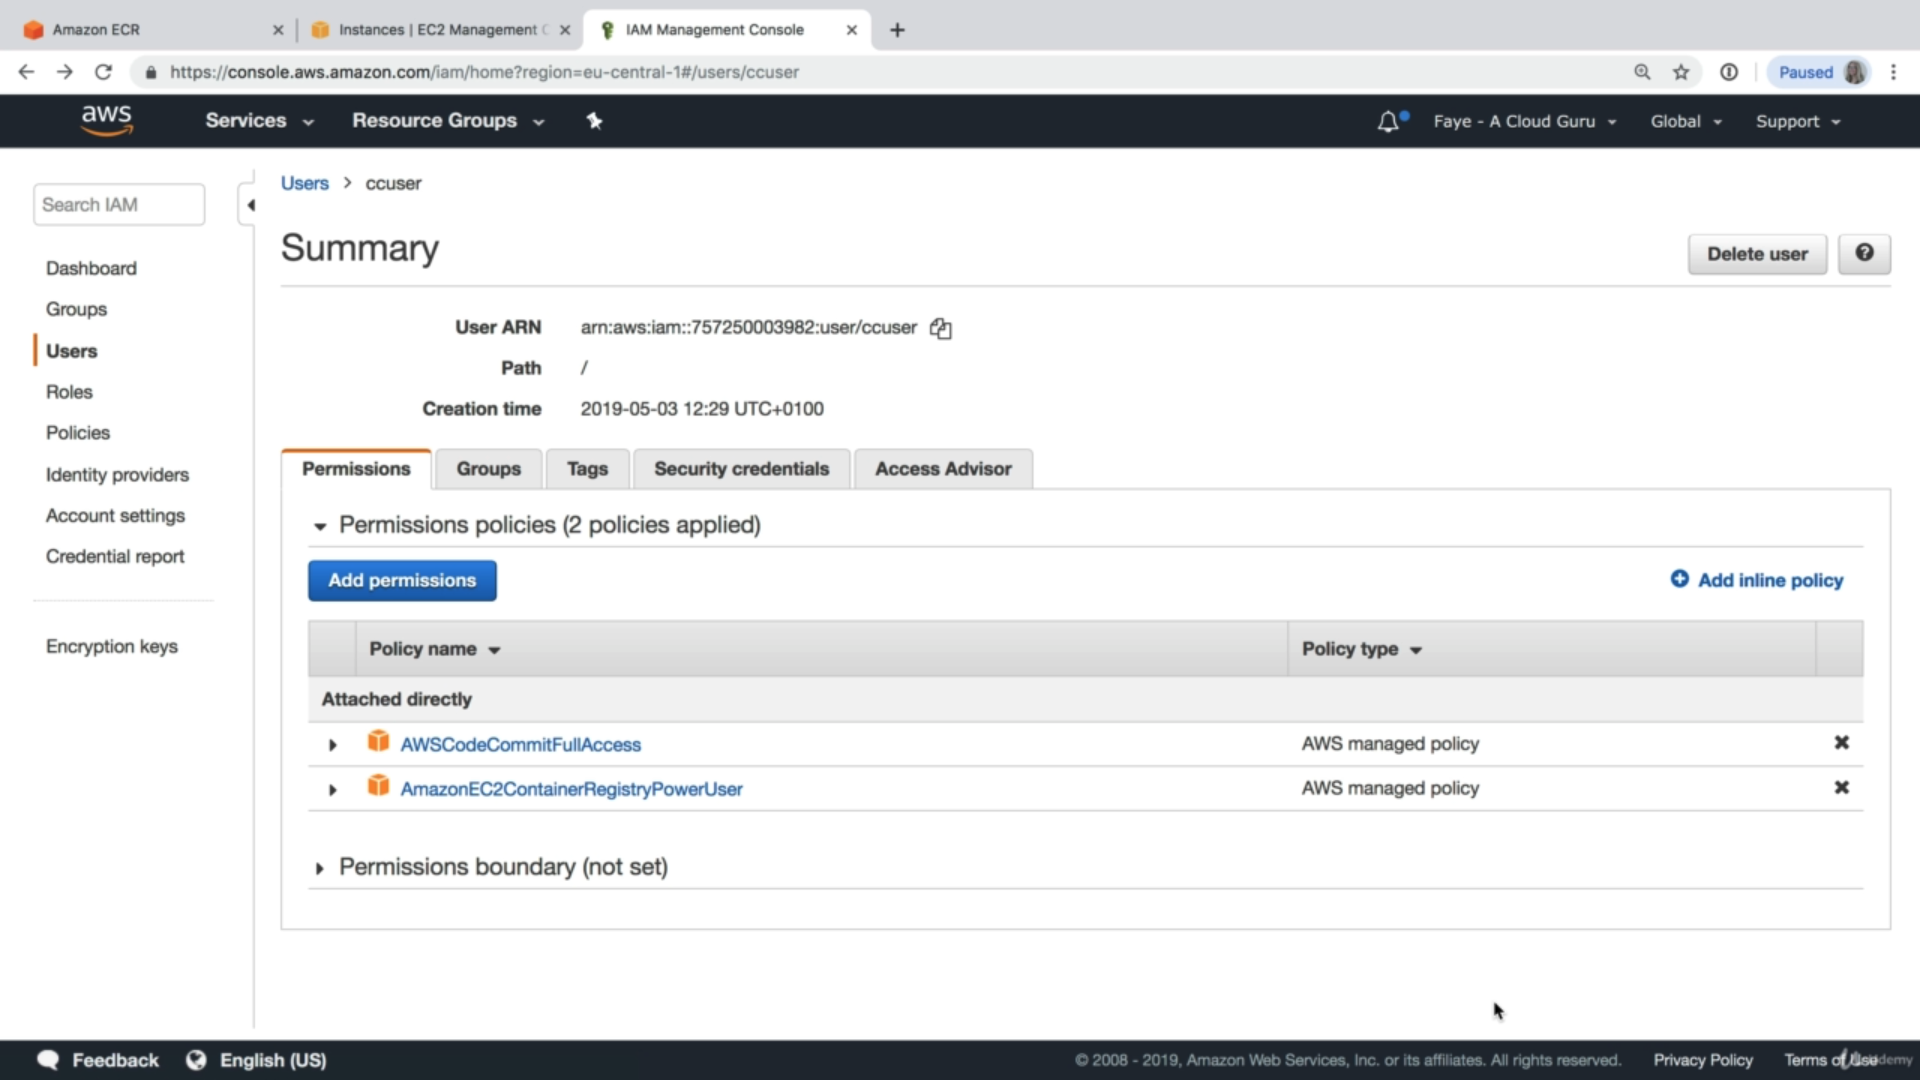 Amazon ECR
Instances | EC2 Management C
IAM Management Console
https://console.aws.amazon.com/iam/home?region=eu-central-1#/users/ccuser
Paused
aws
Services
Resource Groups
Faye - A Cloud Guru
Global
Support
Search IAM
Dashboard
Groups
Users
Roles
Policies
Identity providers
Account settings
Credential report
Encryption keys
Users > ccuser
Summary
Delete user
User ARN arn:aws:iam::757250003982:user/ccuser
Path /
Creation time 2019-05-03 12:29 UTC+0100
Permissions
Groups
Tags
Security credentials
Access Advisor
Permissions policies (2 policies applied)
Add permissions
Add inline policy
Policy name
Policy type
Attached directly
AWSCodeCommitFullAccess AWS managed policy
AmazonEC2ContainerRegistryPowerUser AWS managed policy
Permissions boundary (not set)
Feedback
English (US)
© 2008 - 2019, Amazon Web Services, Inc. or its affiliates. All rights reserved.
Privacy Policy
Terms of Use